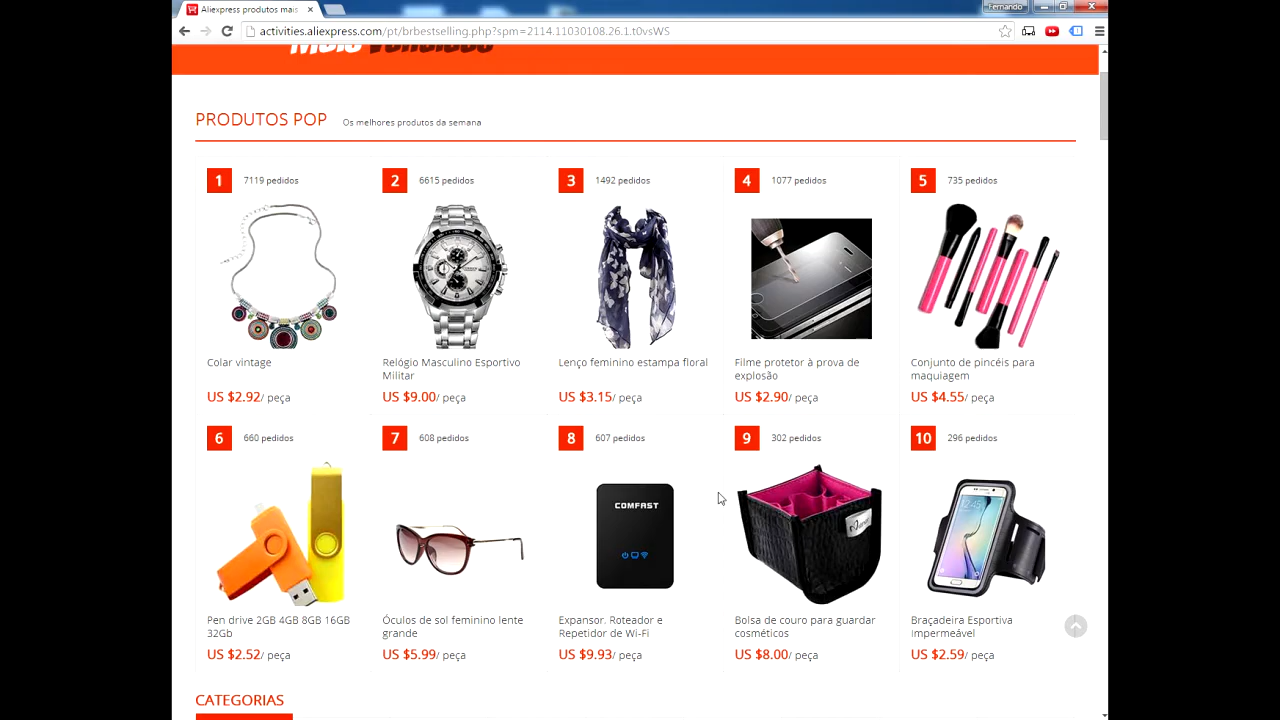 Aliexpress produtos mais
Fernando
activities.aliexpress.com/pt/brbestselling.php?spm=2114.11030108.26.1.t0vsWS
Mais Vendidos
PRODUTOS POP Os melhores produtos da semana
1 7119 pedidos
2 6615 pedidos
3 1492 pedidos
4 1077 pedidos
5 735 pedidos
Colar vintage
Relógio Masculino Esportivo
Militar
Lenço feminino estampa floral
Filme protetor à prova de
explosão
Conjunto de pincéis para
maquiagem
US $2.92/ peça
US $9.00/ peça
US $3.15/ peça
US $2.90/ peça
US $4.55/ peça
6 660 pedidos
7 608 pedidos
8 607 pedidos
9 302 pedidos
10 296 pedidos
COMFAST
Pen drive 2GB 4GB 8GB 16GB
32Gb
Óculos de sol feminino lente
grande
Expansor, Roteador e
Repetidor de Wi-Fi
Bolsa de couro para guardar
cosméticos
Braçadeira Esportiva
impermeável
US $2.52/ peça
US $5.99/ peça
US $9.93/ peça
US $8.00/ peça
US $2.59/ peça
CATEGORIAS